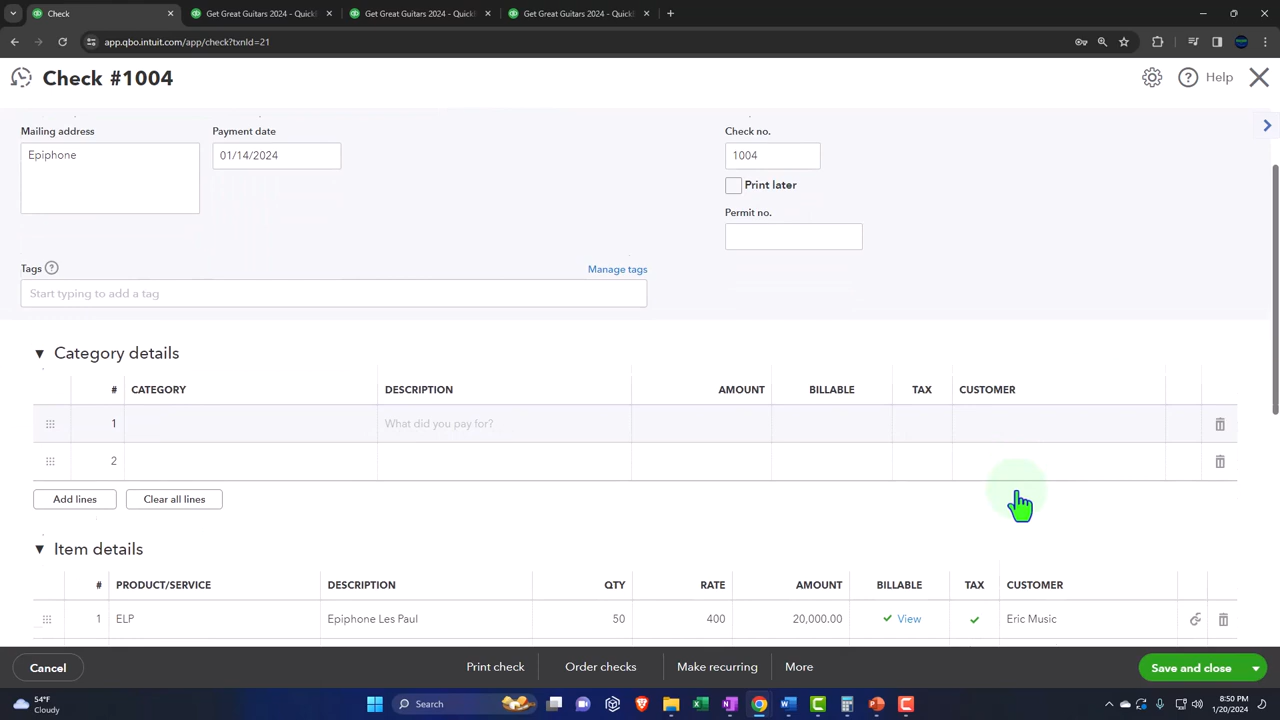 Check
Get Great Guitars 2024 - QuickB
Get Great Guitars 2024 - QuickB
Get Great Guitars 2024 - QuickB
app.qbo.intuit.com/app/check?txnId=21
Check #1004
Help
Mailing address
Payment date
Check no.
Epiphone
01/14/2024
1004
Print later
Permit no.
Tags
Manage tags
Start typing to add a tag
Category details
# CATEGORY DESCRIPTION AMOUNT BILLABLE TAX CUSTOMER
1 What did you pay for?
2
Add lines
Clear all lines
Item details
# PRODUCT/SERVICE DESCRIPTION QTY RATE AMOUNT BILLABLE TAX CUSTOMER
1 ELP Epiphone Les Paul 50 400 20,000.00 View Eric Music
Cancel
Print check
Order checks
Make recurring
More
Save and close
54°F
Cloudy
Search
8:50 PM
1/20/2024